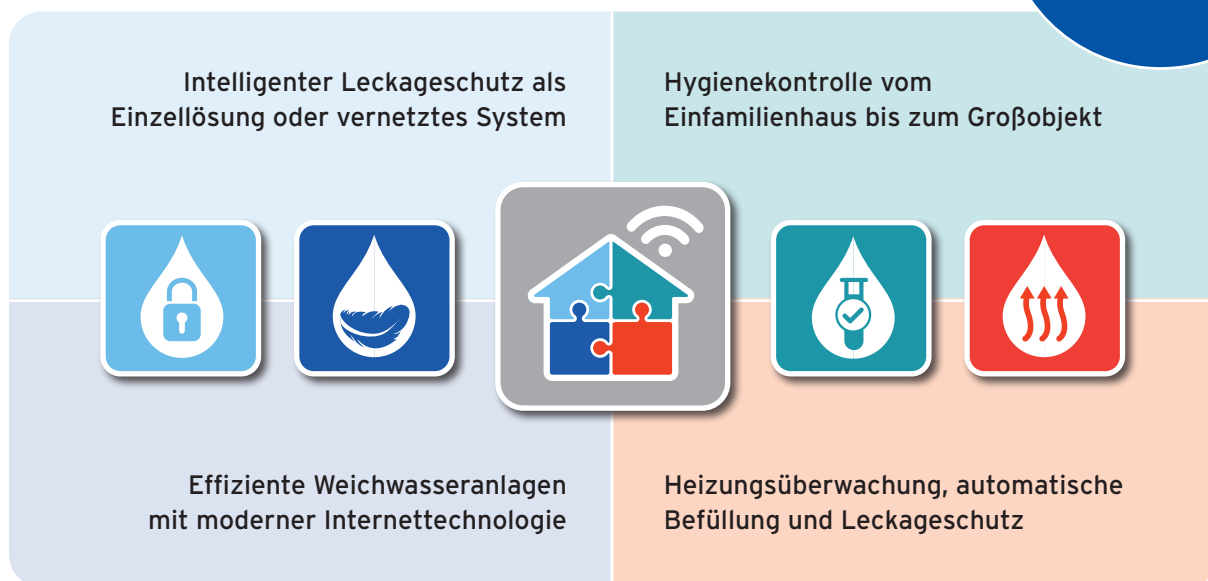 Intelligenter Leckageschutz als
Einzellösung oder vernetztes System
Hygienekontrolle vom
Einfamilienhaus bis zum Großobjekt
Effiziente Weichwasseranlagen
mit moderner Internettechnologie
Heizungsüberwachung, automatische
Befüllung und Leckageschutz